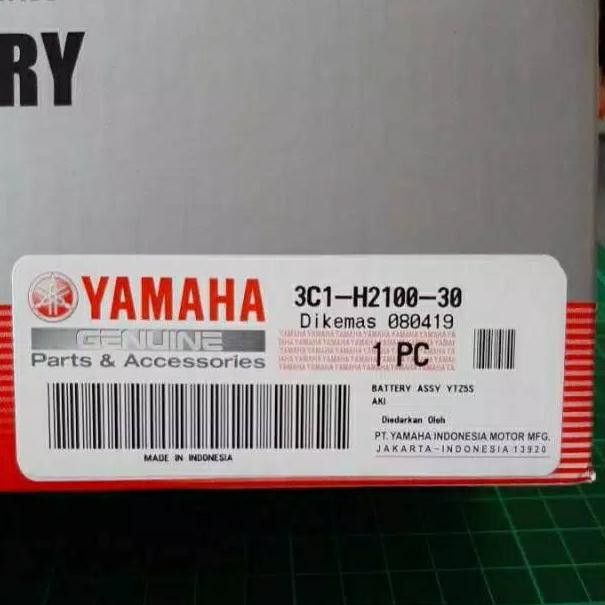 RY
YAMAHA
GENUINE
Parts & Accessories
MADE IN INDONESIA
3C1-H2100-30
Dikemas 080419
1 PC
BATTERY ASSY YTZ5S
AKI
Diedarkan Oleh
PT. YAMAHA INDONESIA MOTOR MFG.
JAKARTA-INDONESIA 13920